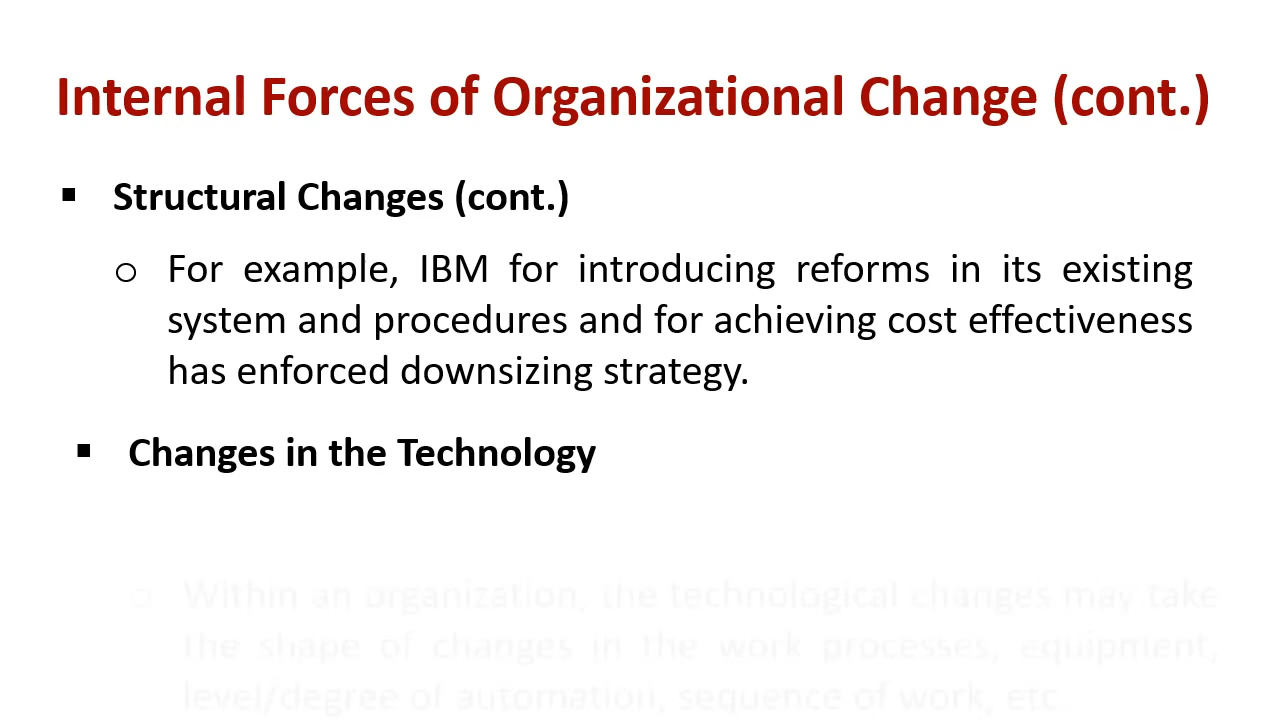 Internal Forces of Organizational Change (cont.)
▪ Structural Changes (cont.)
o For example, IBM for introducing reforms in its existing
system and procedures and for achieving cost effectiveness
has enforced downsizing strategy.
▪ Changes in the Technology
o Within an organization, the technological changes may take
the shape of changes in the work processes, equipment,
level/degree of automation, sequence of work, etc.